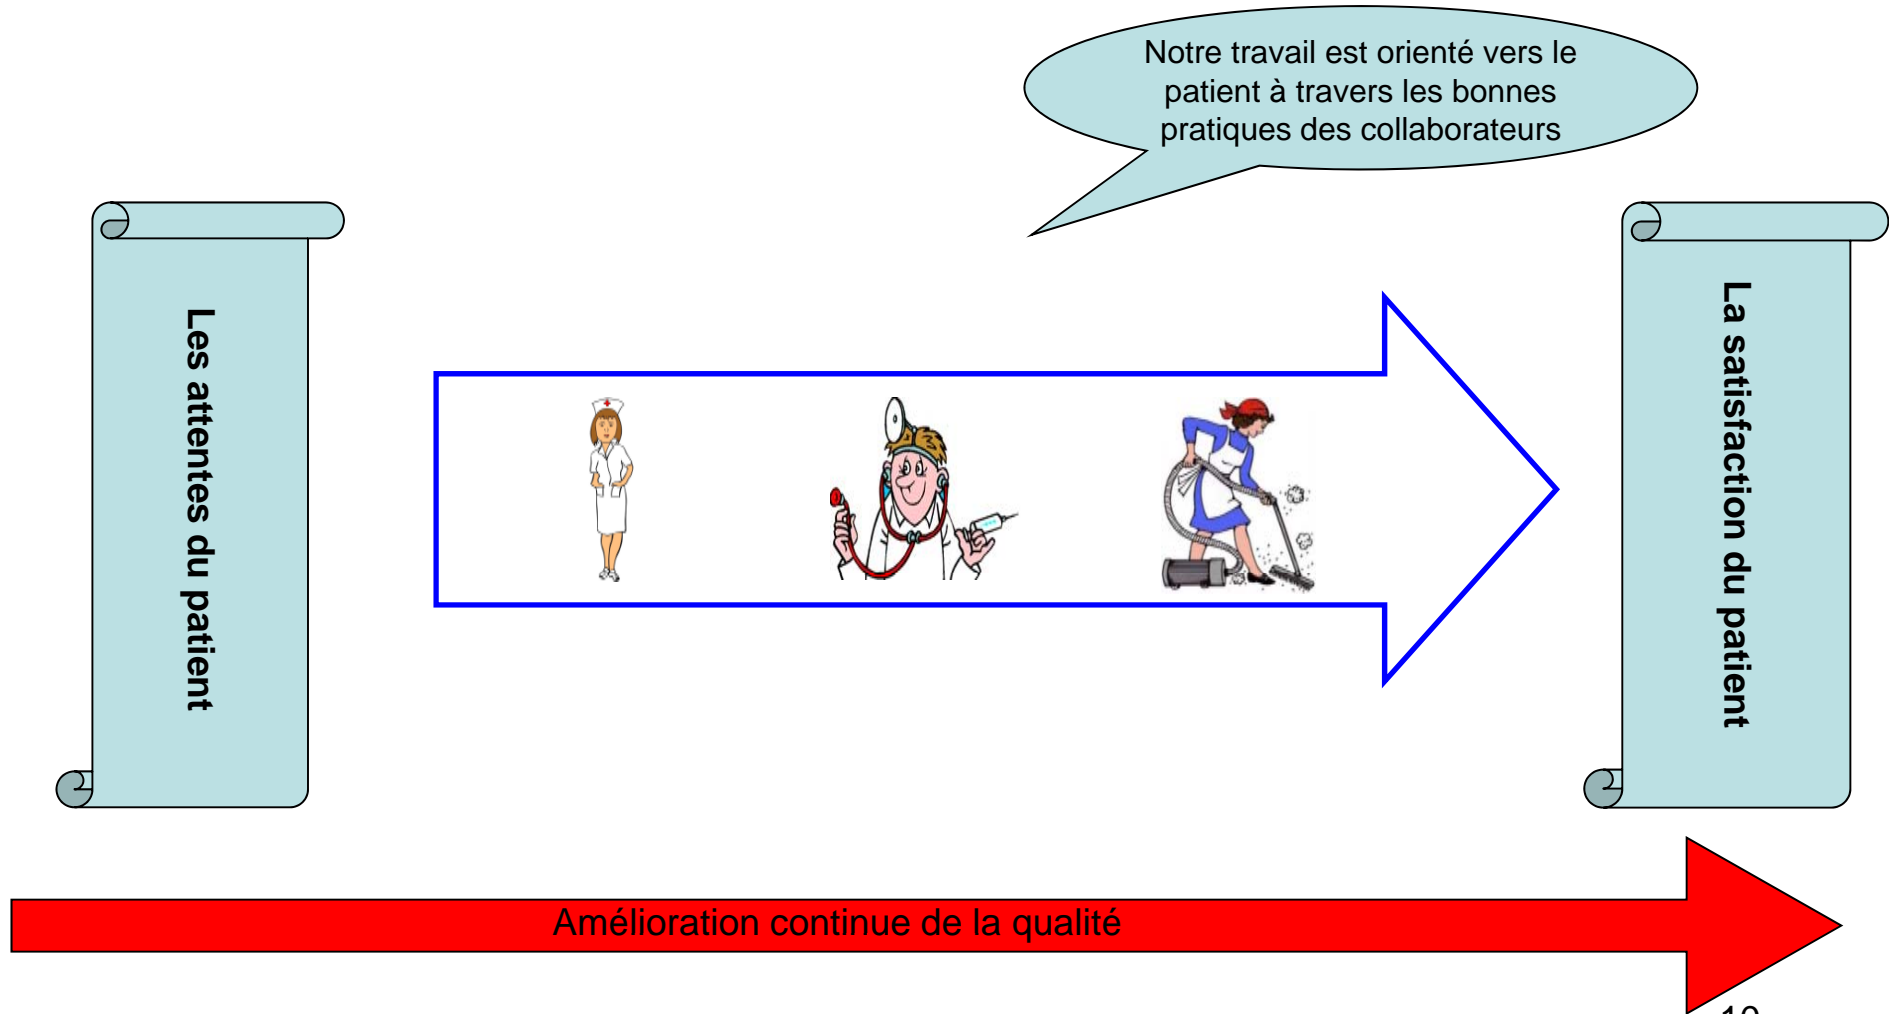 Notre travail est orienté vers le
patient à travers les bonnes
pratiques des collaborateurs
Les attentes du patient
La satisfaction du patient
Amélioration continue de la qualité